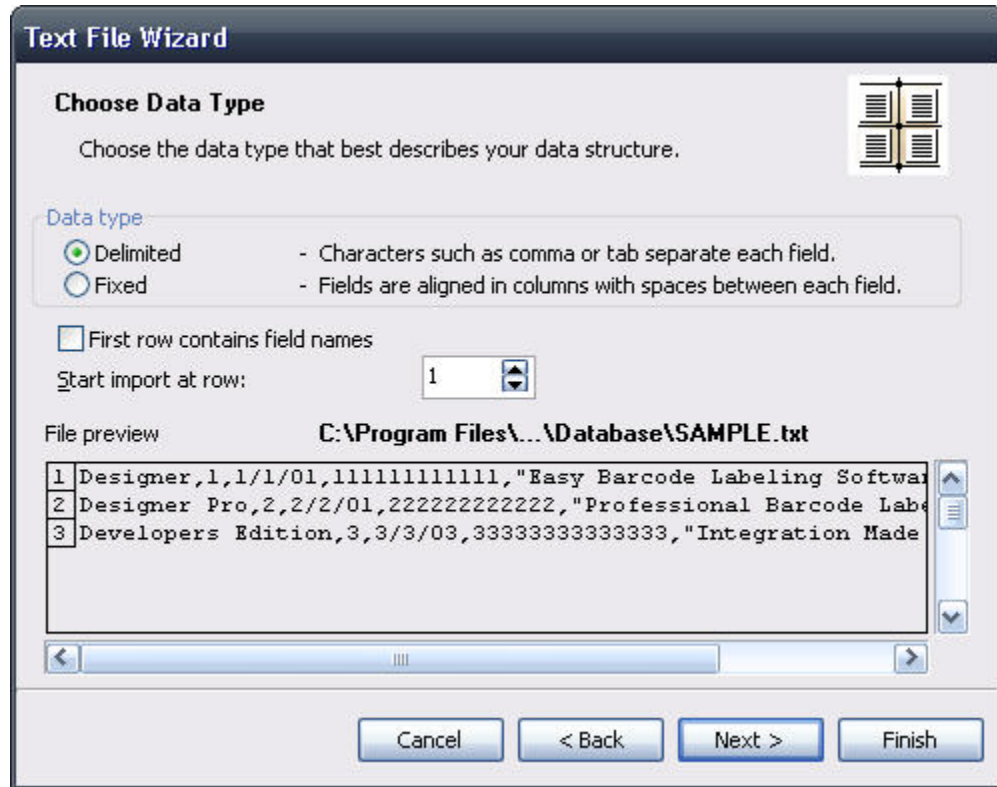 Text File Wizard
Choose Data Type
Choose the data type that best describes your data structure.
Data type
Delimited - Characters such as comma or tab separate each field.
Fixed - Fields are aligned in columns with spaces between each field.
First row contains field names
Start import at row: 1
File preview C:\Program Files\...\Database\SAMPLE.txt
1 Designer,1,1/1/01,111111111111,"Easy Barcode Labeling Softwar
2 Designer Pro,2,2/2/01,222222222222,"Professional Barcode Labe
3 Developers Edition,3,3/3/03,33333333333333,"Integration Made
Cancel < Back Next > Finish